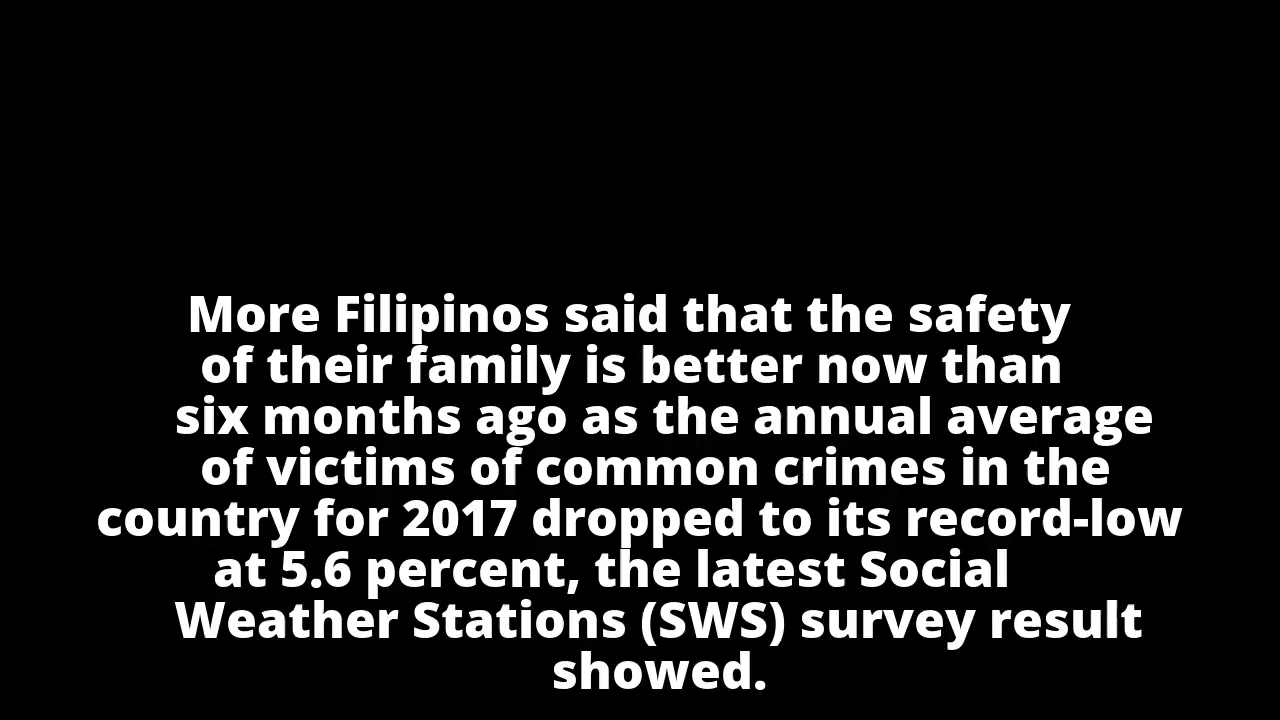 More Filipinos said that the safety
of their family is better now than
six months ago as the annual average
of victims of common crimes in the
country for 2017 dropped to its record-low
at 5.6 percent, the latest Social
Weather Stations (SWS) survey result
showed.